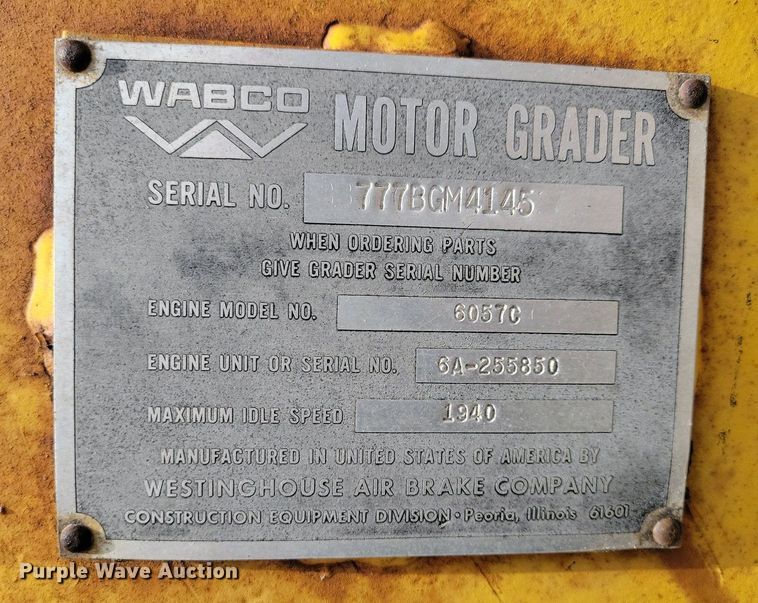 WABCO
MOTOR GRADER
SERIAL NO. 777BGM4145
WHEN ORDERING PARTS
GIVE GRADER SERIAL NUMBER
ENGINE MODEL NO. 6057C
ENGINE UNIT OR SERIAL NO. 6A-255850
MAXIMUM IDLE SPEED 1940
MANUFACTURED IN UNITED STATES OF AMERICA BY
WESTINGHOUSE AIR BRAKE COMPANY
CONSTRUCTION EQUIPMENT DIVISION • Peoria, Illinois 61601
Purple Wave Auction